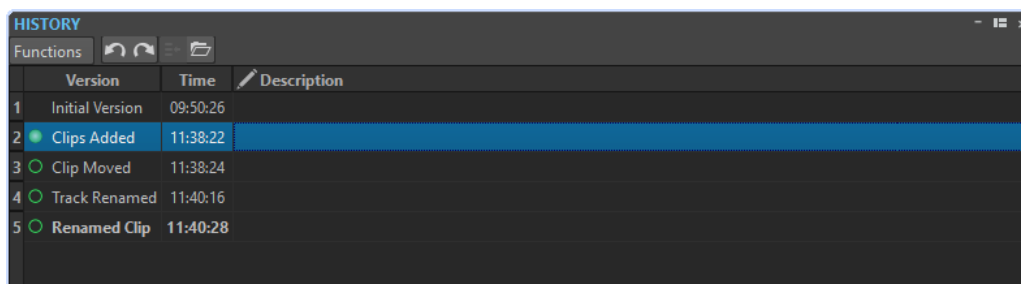 HISTORY
Functions
Version Time Description
1 Initial Version 09:50:26
2 Clips Added 11:38:22
3 Clip Moved 11:38:24
4 Track Renamed 11:40:16
5 Renamed Clip 11:40:28